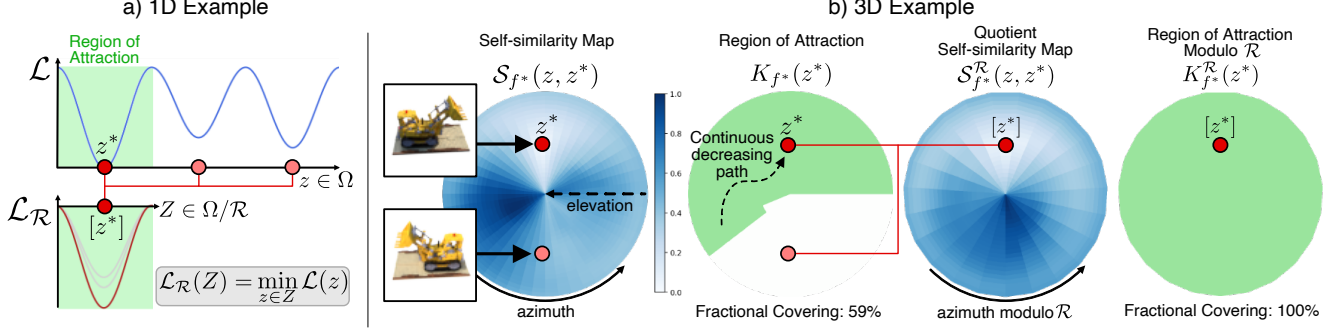 a) 1D Example
b) 3D Example
Region of
Attraction
ℒ
z*
z ∈ Ω
ℒ_ℛ
Z ∈ Ω/ℛ
[z*]
ℒ_ℛ(Z) = min_{z∈Z} ℒ(z)
Self-similarity Map
𝒮_{f*}(z, z*)
z*
elevation
azimuth
1.0
0.8
0.6
0.4
0.2
0.0
Region of Attraction
K_{f*}(z*)
z*
Continuous
decreasing
path
Fractional Covering: 59%
Quotient
Self-similarity Map
𝒮^ℛ_{f*}(z, z*)
[z*]
azimuth modulo ℛ
Region of Attraction
Modulo ℛ
K^ℛ_{f*}(z*)
[z*]
Fractional Covering: 100%